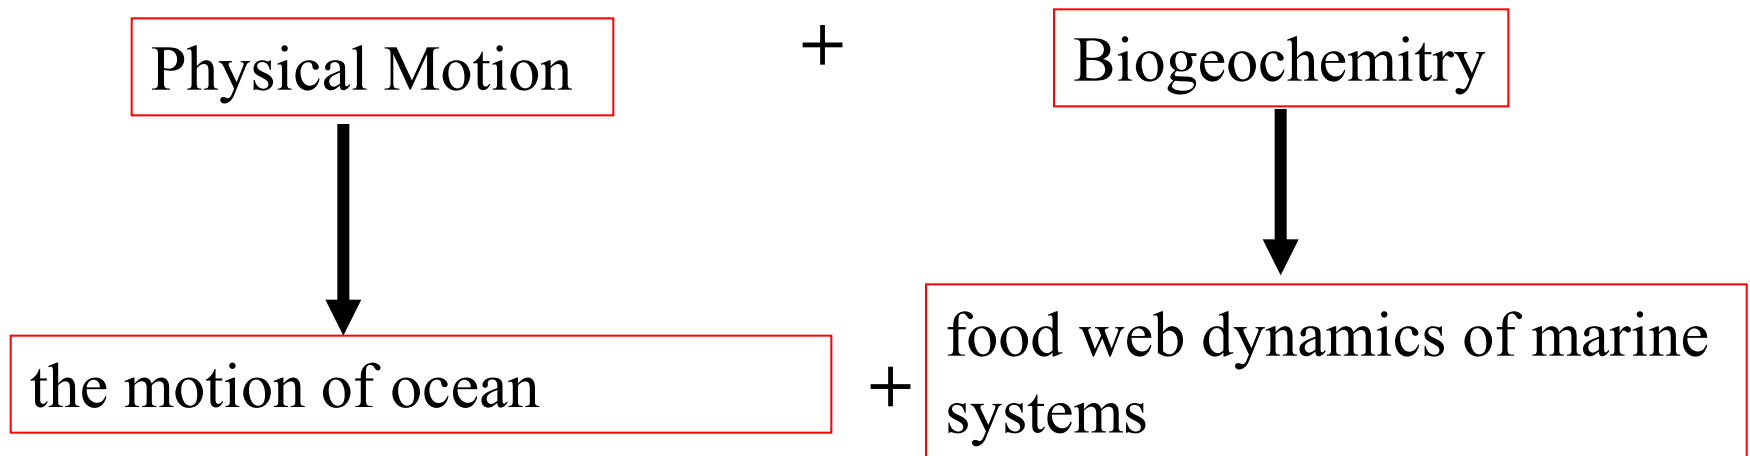 Physical Motion
+
Biogeochemitry
the motion of ocean
+
food web dynamics of marine
systems